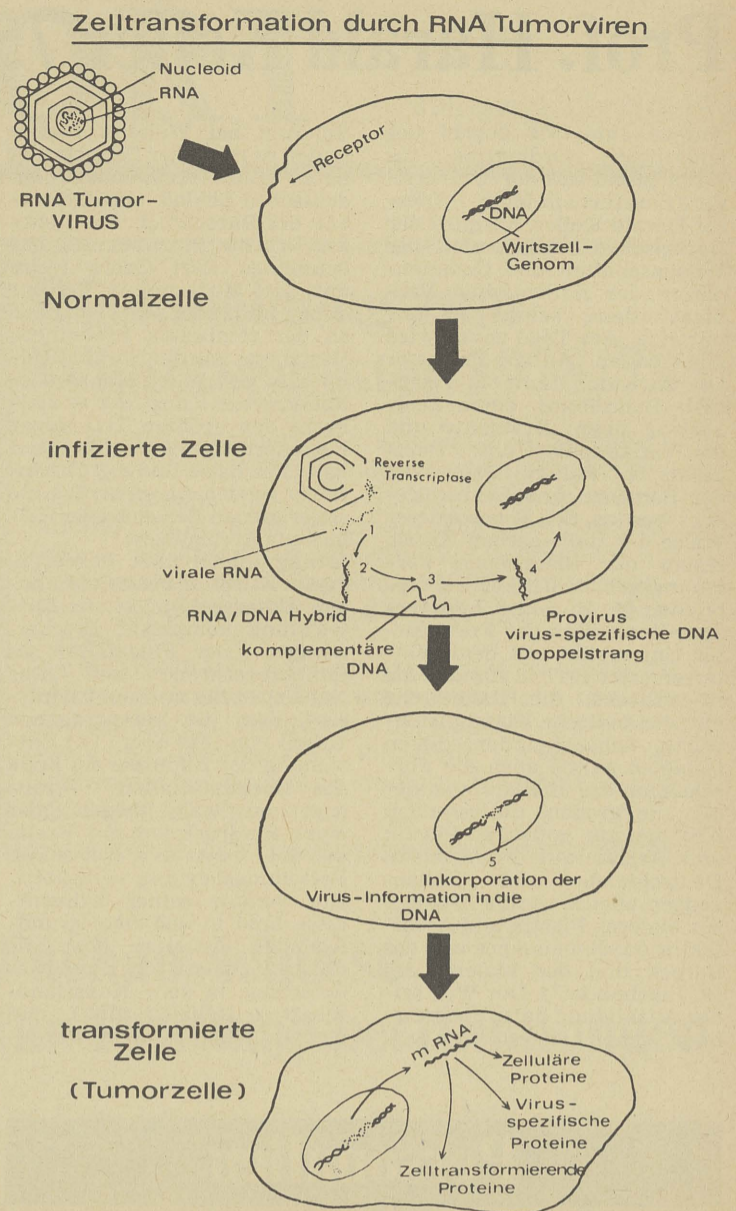 Zelltransformation durch RNA Tumorviren
Nucleoid
RNA
RNA Tumor-
VIRUS
Receptor
DNA
Wirtszell-
Genom
Normalzelle
infizierte Zelle
Reverse
Transcriptase
1
virale RNA
2
3
4
RNA / DNA Hybrid
komplementäre
DNA
Provirus
virus-spezifische DNA
Doppelstrang
5
Inkorporation der
Virus-Information in die
DNA
transformierte
Zelle
(Tumorzelle)
m RNA
Zelluläre
Proteine
Virus-
spezifische
Proteine
Zelltransformierende
Proteine